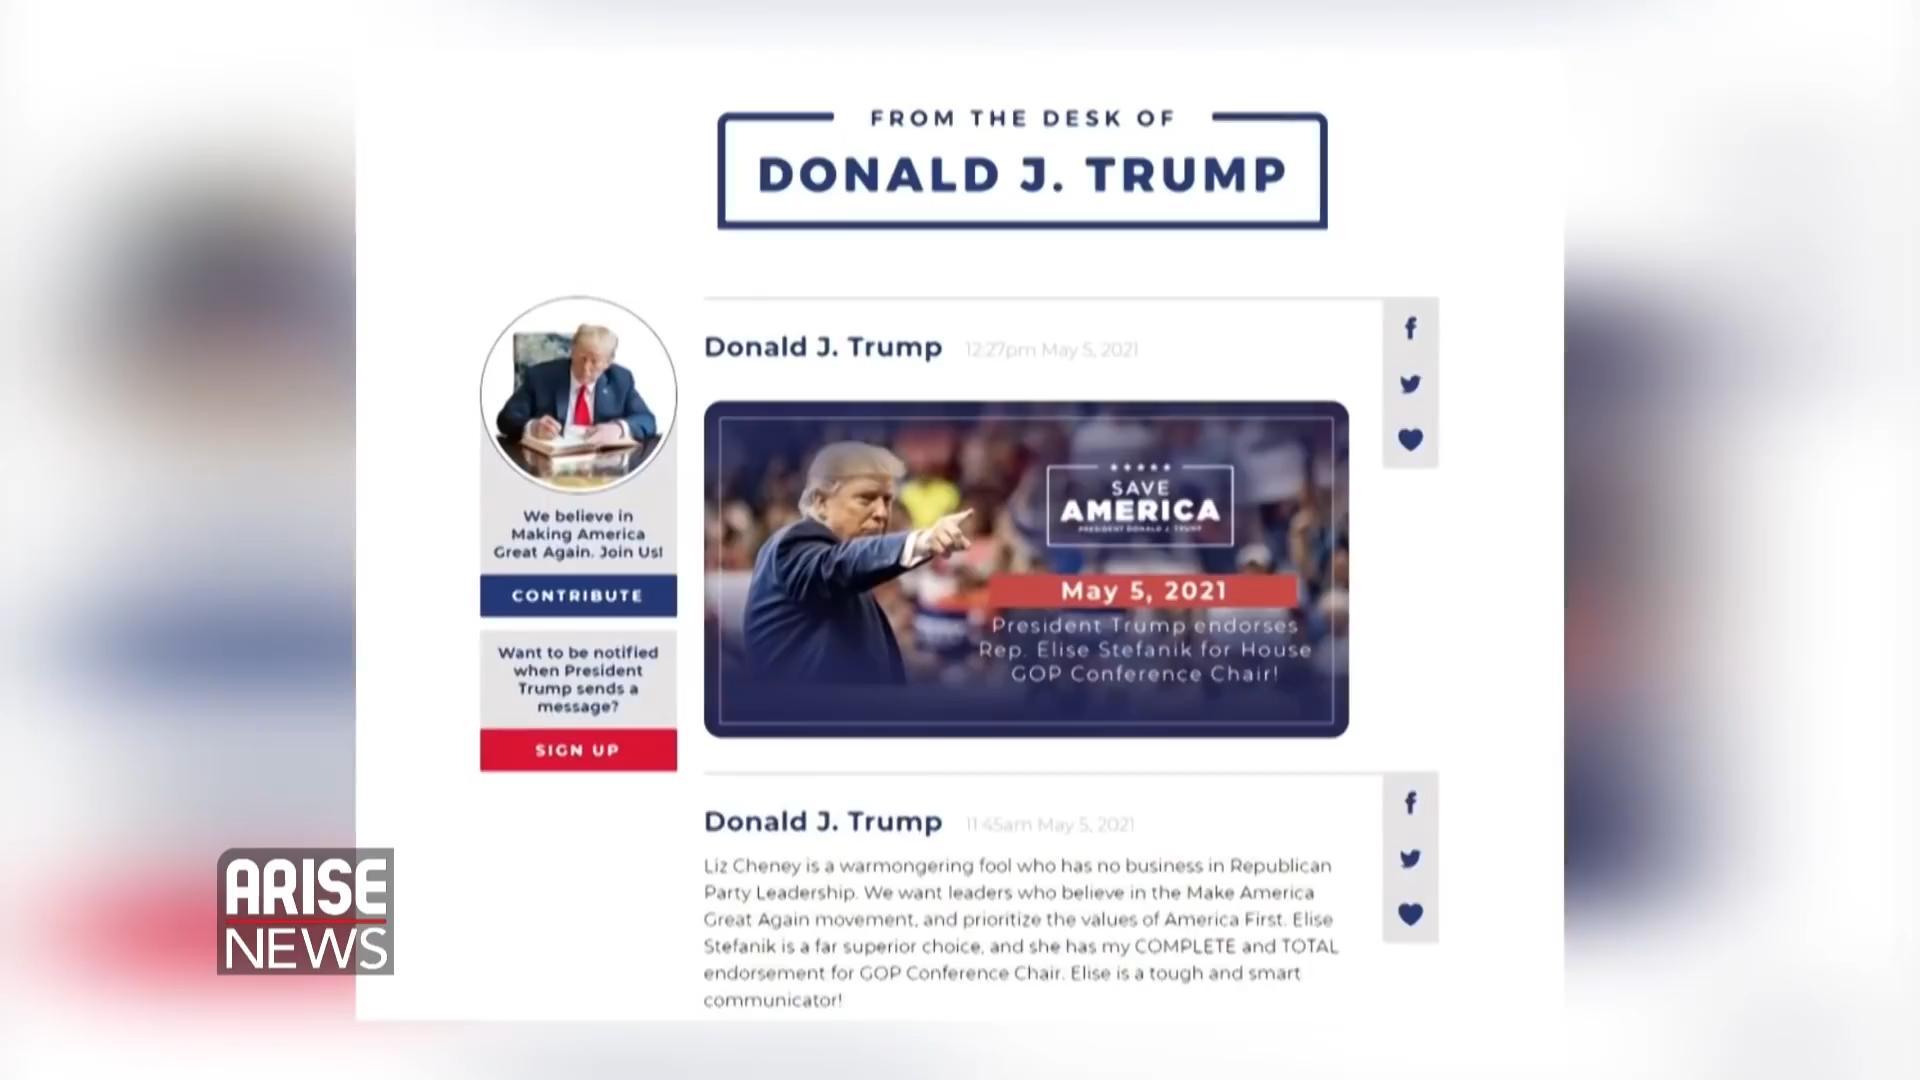 FROM THE DESK OF
DONALD J. TRUMP
Donald J. Trump 12:27pm May 5, 2021
SAVE
AMERICA
PRESIDENT DONALD J. TRUMP
May 5, 2021
President Trump endorses
Rep. Elise Stefanik for House
GOP Conference Chair!
We believe in
Making America
Great Again. Join Us!
CONTRIBUTE
Want to be notified
when President
Trump sends a
message?
SIGN UP
Donald J. Trump 11:45am May 5, 2021
Liz Cheney is a warmongering fool who has no business in Republican
Party Leadership. We want leaders who believe in the Make America
Great Again movement, and prioritize the values of America First. Elise
Stefanik is a far superior choice, and she has my COMPLETE and TOTAL
endorsement for GOP Conference Chair. Elise is a tough and smart
communicator!
ARISE
NEWS